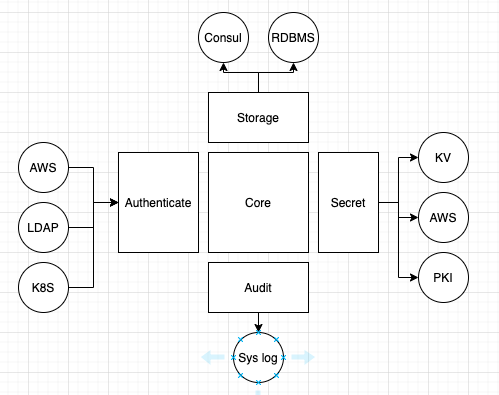 Consul
RDBMS
Storage
AWS
LDAP
K8S
Authenticate
Core
Secret
KV
AWS
PKI
Audit
Sys log